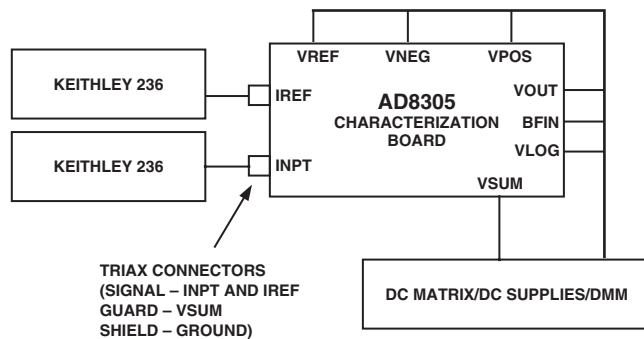 VREF VNEG VPOS
KEITHLEY 236
IREF
AD8305
CHARACTERIZATION
BOARD
VOUT
BFIN
VLOG
KEITHLEY 236
INPT
VSUM
TRIAX CONNECTORS
(SIGNAL – INPT AND IREF
GUARD – VSUM
SHIELD – GROUND)
DC MATRIX/DC SUPPLIES/DMM